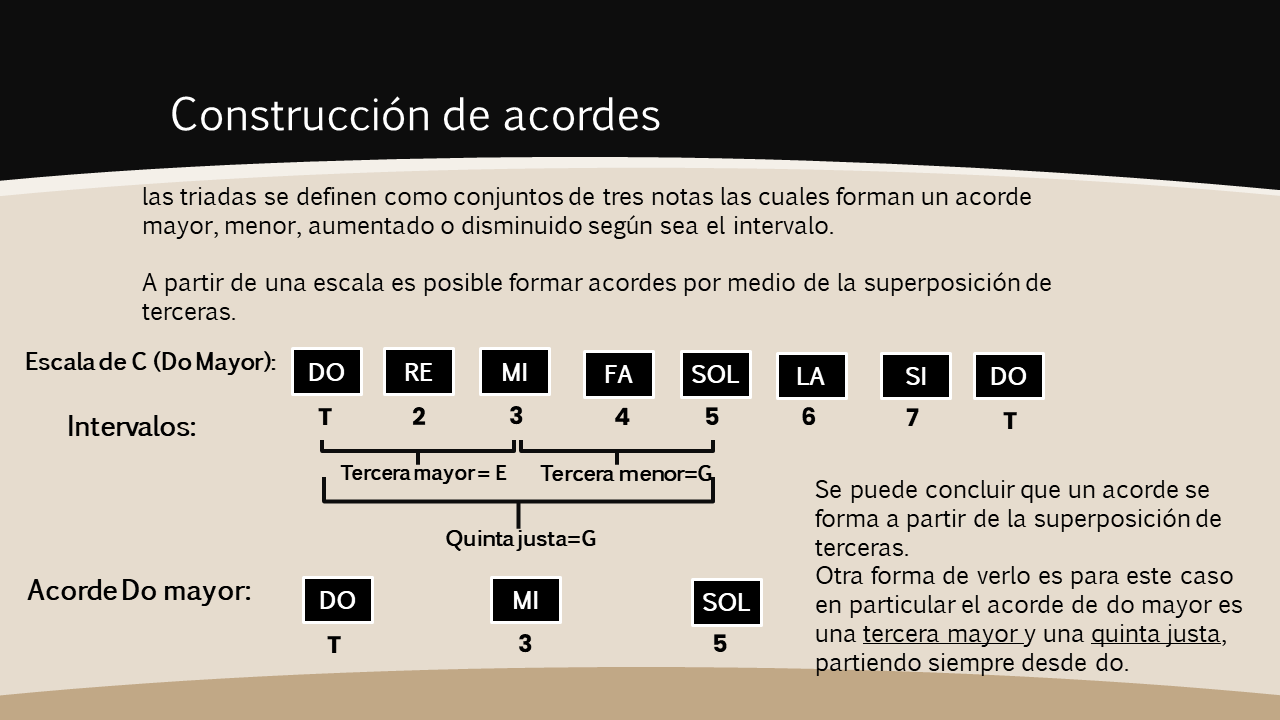 Construcción de acordes
las triadas se definen como conjuntos de tres notas las cuales forman un acorde
mayor, menor, aumentado o disminuido según sea el intervalo.
A partir de una escala es posible formar acordes por medio de la superposición de
terceras.
Escala de C (Do Mayor): DO RE MI FA SOL LA SI DO
Intervalos: T 2 3 4 5 6 7 T
Tercera mayor= E Tercera menor=G
Quinta justa=G
Se puede concluir que un acorde se
forma a partir de la superposición de
terceras.
Otra forma de verlo es para este caso
en particular el acorde de do mayor es
una tercera mayor y una quinta justa,
partiendo siempre desde do.
Acorde Do mayor: DO MI SOL
T 3 5